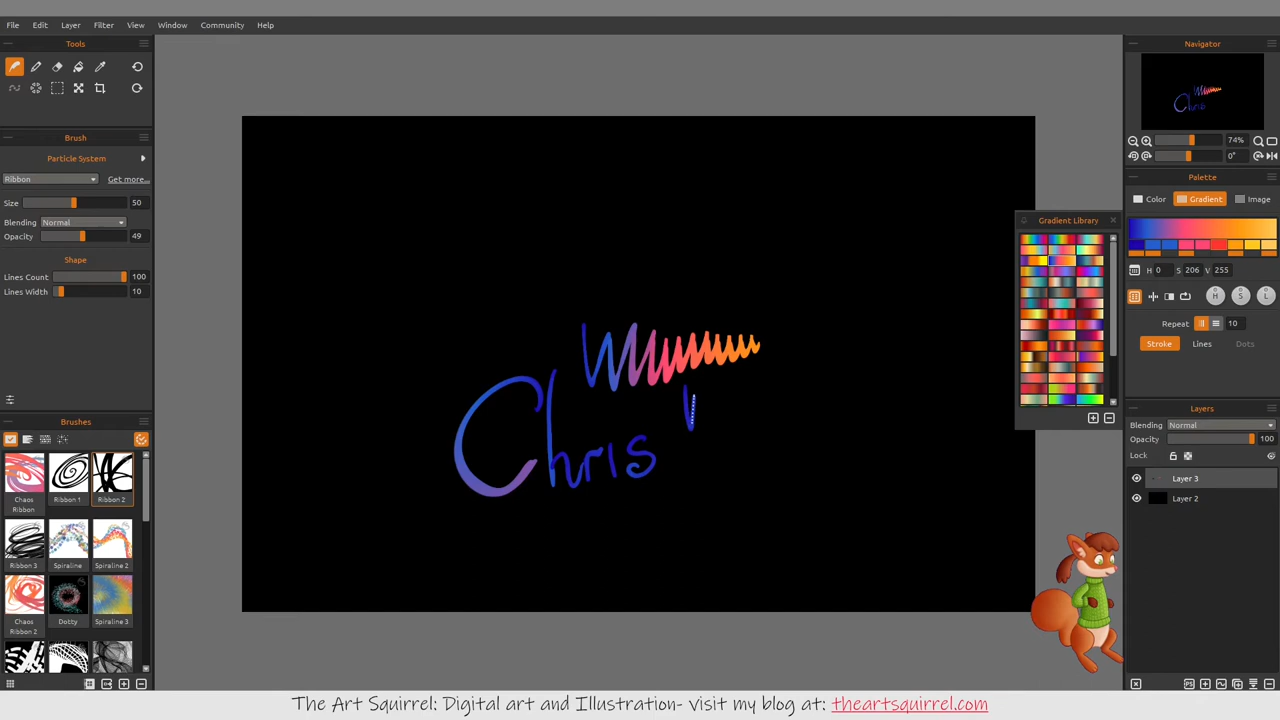 File Edit Layer Filter View Window Community Help
Tools
Brush
Particle System
Ribbon Get more...
Size 50
Blending Normal
Opacity 49
Shape
Lines Count 100
Lines Width 10
Brushes
Chaos Ribbon Ribbon 1 Ribbon 2
Ribbon 3 Spiraline Spiraline 2
Chaos Ribbon 2 Dotty Spiraline 3
Chris
Gradient Library
Navigator
74%
0°
Palette
Color Gradient Image
H 0 S 206 V 255
H S L
Repeat 10
Stroke Lines Dots
Layers
Blending Normal
Opacity 100
Lock
Layer 3
Layer 2
PS
The Art Squirrel: Digital art and Illustration- visit my blog at: theartsquirrel.com